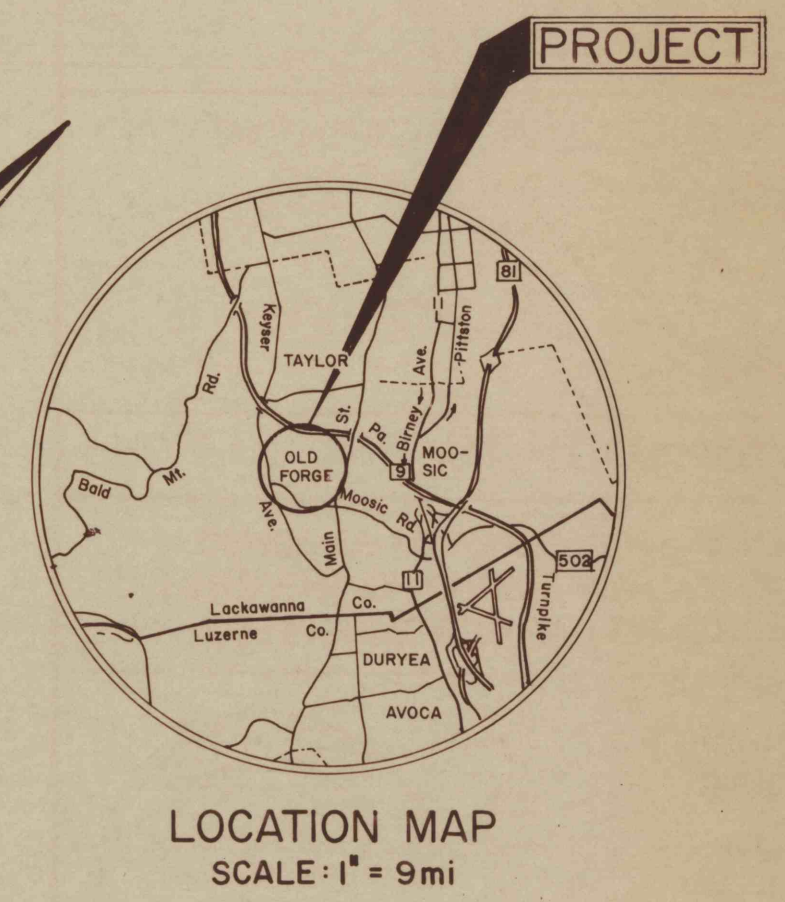 PROJECT
81
Keyser
Pittston
Ave.
TAYLOR
Rd.
St.
Pa.
Birney
9
MOO-
SIC
OLD
FORGE
Mt.
Bald
Moosic Rd.
Ave.
Main
11
502
Turnpike
Lackawanna Co.
Luzerne Co.
DURYEA
AVOCA
LOCATION MAP
SCALE: 1" = 9mi